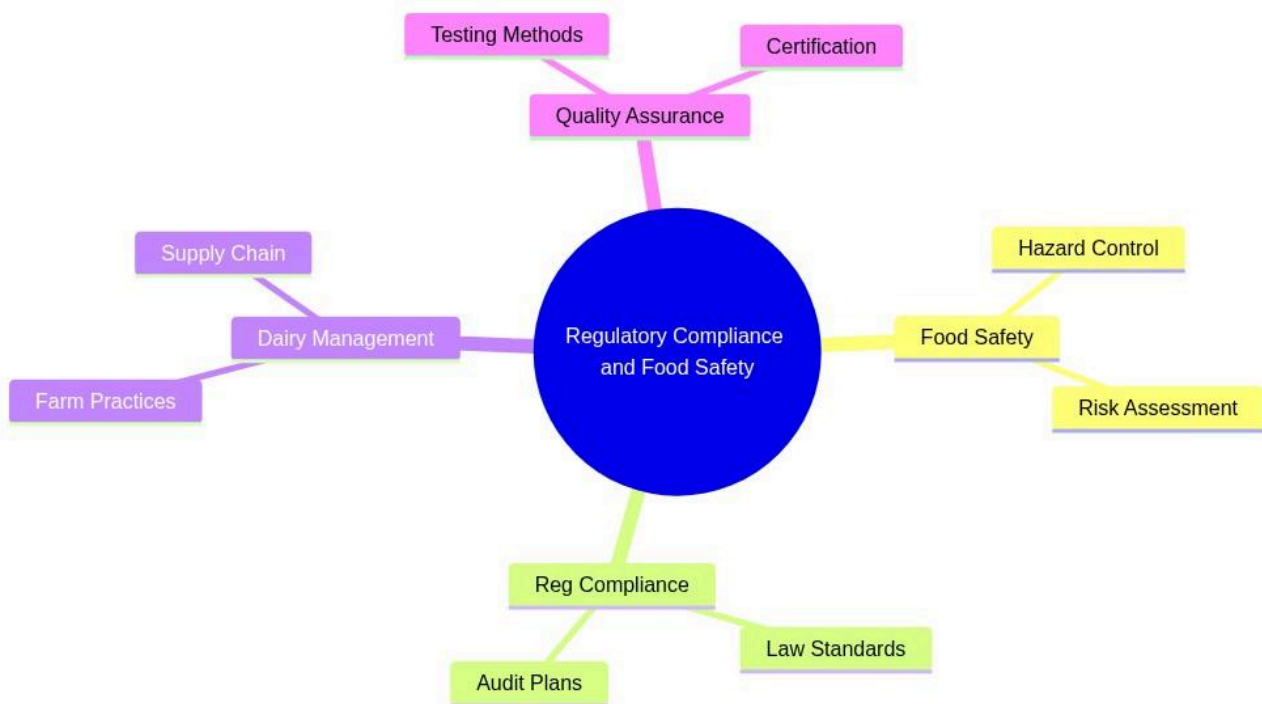 Testing Methods
Certification
Quality Assurance
Supply Chain
Hazard Control
Dairy Management
Regulatory Compliance
and Food Safety
Food Safety
Farm Practices
Risk Assessment
Reg Compliance
Law Standards
Audit Plans